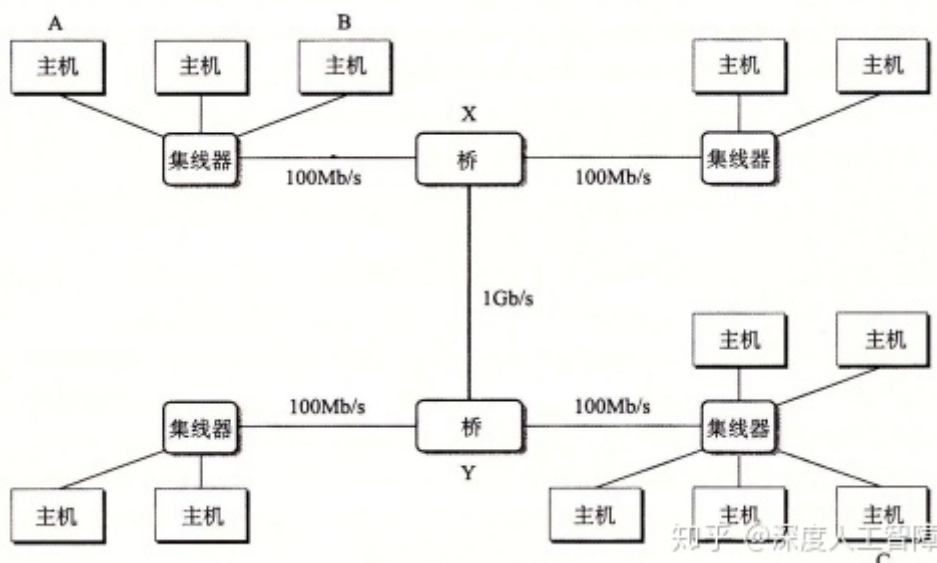 A
B
主机
主机
主机
主机
主机
X
集线器
桥
集线器
100Mb/s
100Mb/s
1Gb/s
主机
主机
100Mb/s
100Mb/s
集线器
桥
集线器
Y
主机
主机
主机
主机
主机
知乎 @深度人工智障
C